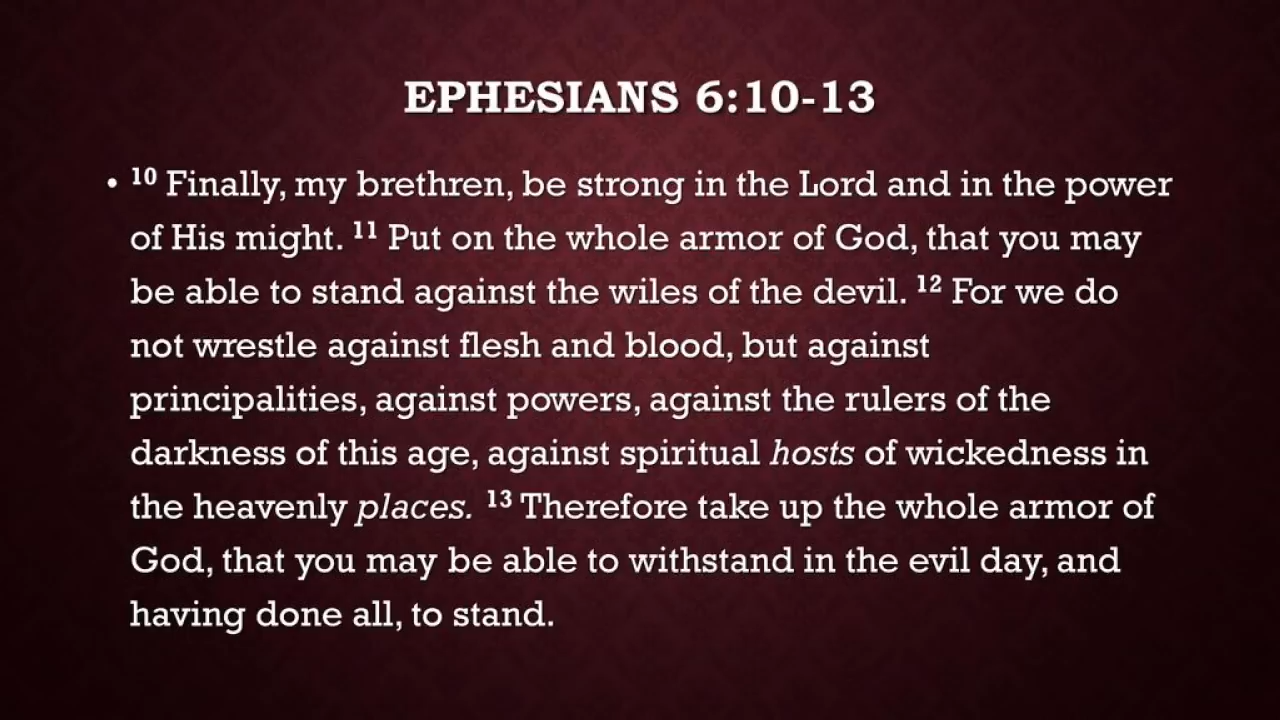 EPHESIANS 6:10-13
• 10 Finally, my brethren, be strong in the Lord and in the power
of His might. 11 Put on the whole armor of God, that you may
be able to stand against the wiles of the devil. 12 For we do
not wrestle against flesh and blood, but against
principalities, against powers, against the rulers of the
darkness of this age, against spiritual hosts of wickedness in
the heavenly places. 13 Therefore take up the whole armor of
God, that you may be able to withstand in the evil day, and
having done all, to stand.